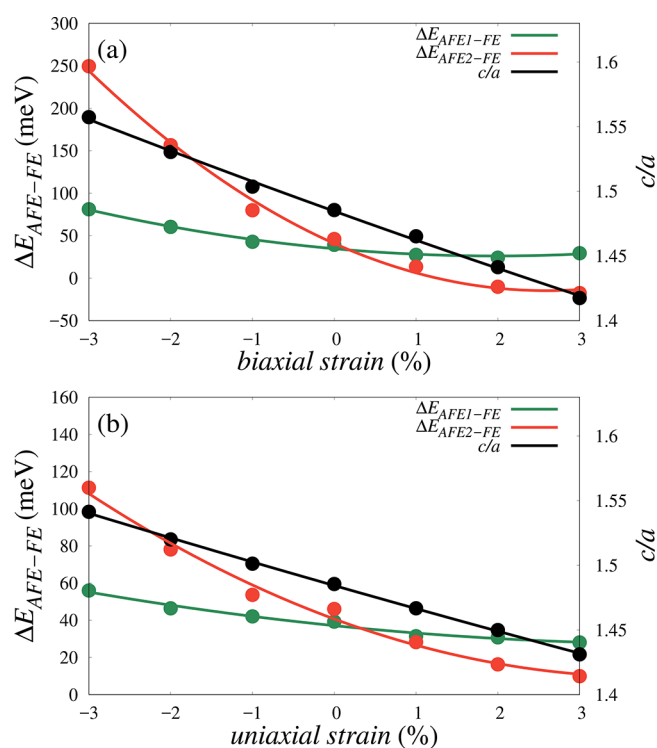 (a)
ΔE_AFE1−FE
ΔE_AFE2−FE
c/a
300
250
200
150
100
50
0
−50
ΔE_AFE−FE (meV)
1.6
1.55
1.5
1.45
1.4
c/a
−3 −2 −1 0 1 2 3
biaxial strain (%)
(b)
ΔE_AFE1−FE
ΔE_AFE2−FE
c/a
160
140
120
100
80
60
40
20
0
ΔE_AFE−FE (meV)
1.6
1.55
1.5
1.45
1.4
c/a
−3 −2 −1 0 1 2 3
uniaxial strain (%)